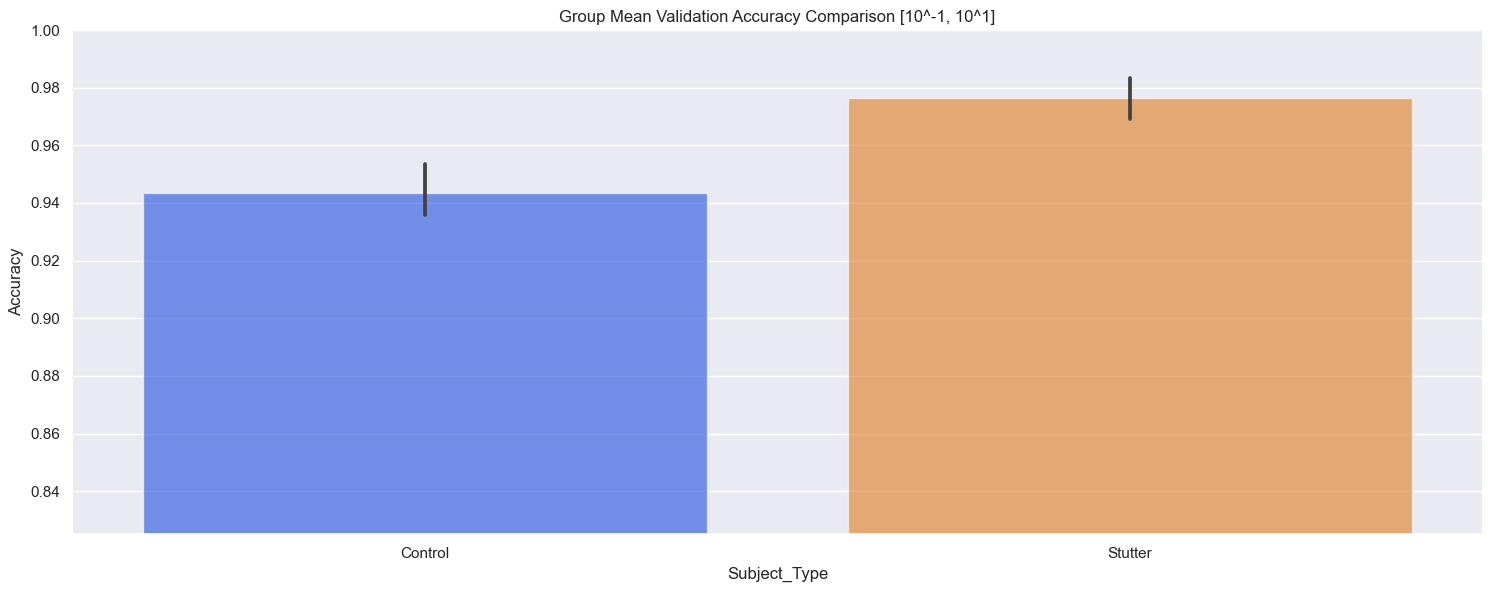 Group Mean Validation Accuracy Comparison [10^-1, 10^1]
1.00
0.98
0.96
0.94
0.92
0.90
0.88
0.86
0.84
Accuracy
Control
Stutter
Subject_Type